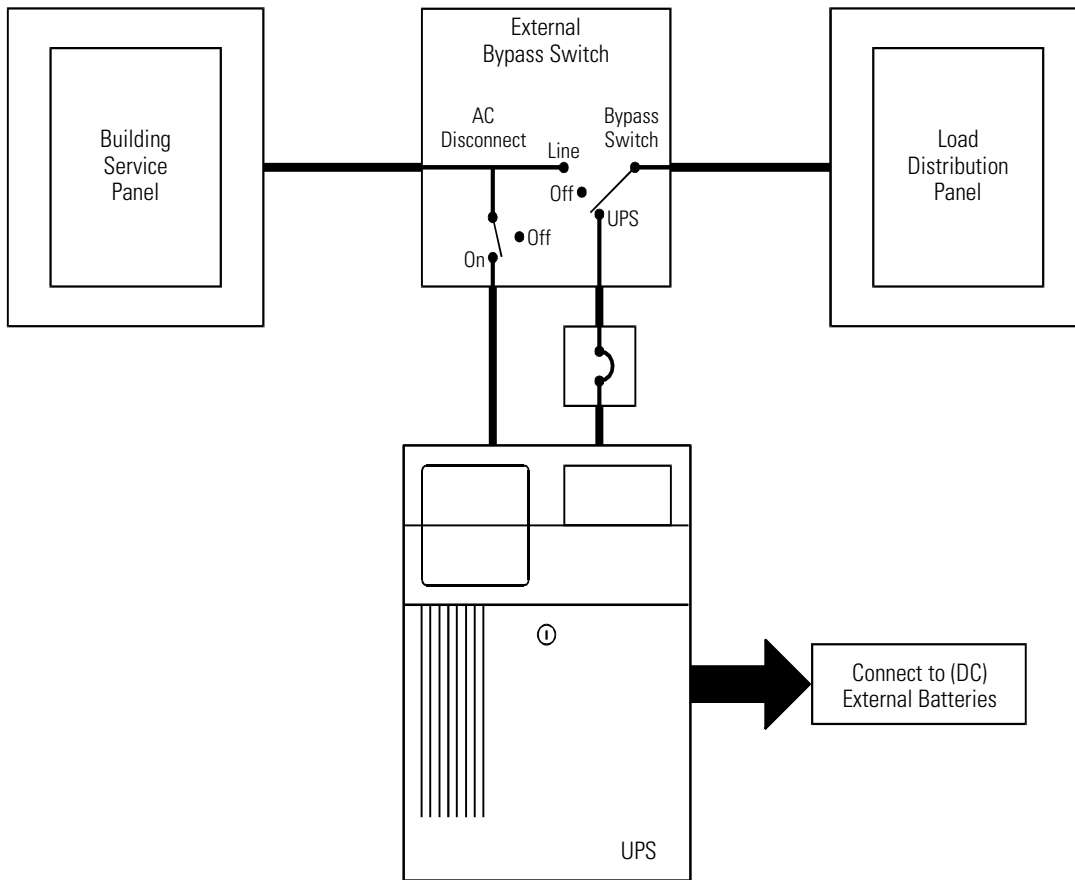 External
Bypass Switch
Building
Service
Panel
AC
Disconnect
Bypass
Switch
Line
Off
UPS
Off
On
Load
Distribution
Panel
Connect to (DC)
External Batteries
UPS